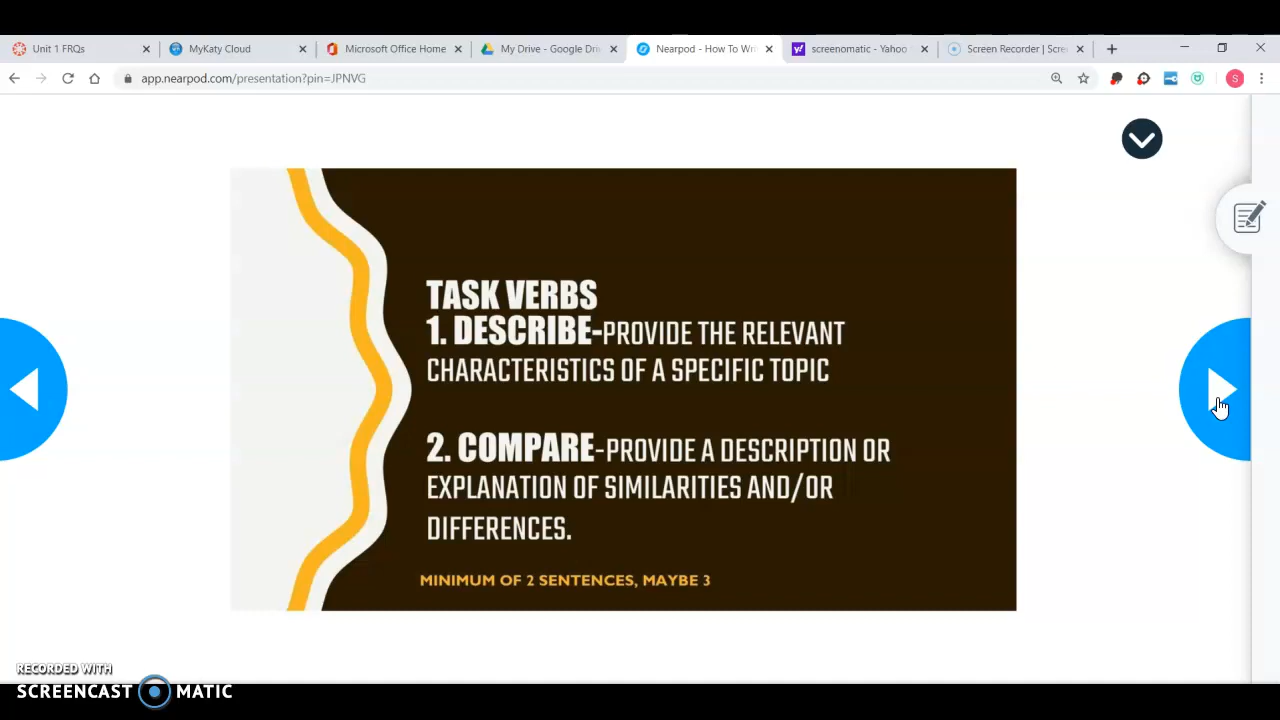 Unit 1 FRQs
MyKaty Cloud
Microsoft Office Home
My Drive - Google Dri
Nearpod - How To Wri
screenomatic - Yahoo
Screen Recorder | Scre
app.nearpod.com/presentation?pin=JPNVG
S
TASK VERBS
1. DESCRIBE-PROVIDE THE RELEVANT
CHARACTERISTICS OF A SPECIFIC TOPIC
2. COMPARE-PROVIDE A DESCRIPTION OR
EXPLANATION OF SIMILARITIES AND/OR
DIFFERENCES.
MINIMUM OF 2 SENTENCES, MAYBE 3
RECORDED WITH
SCREENCAST MATIC